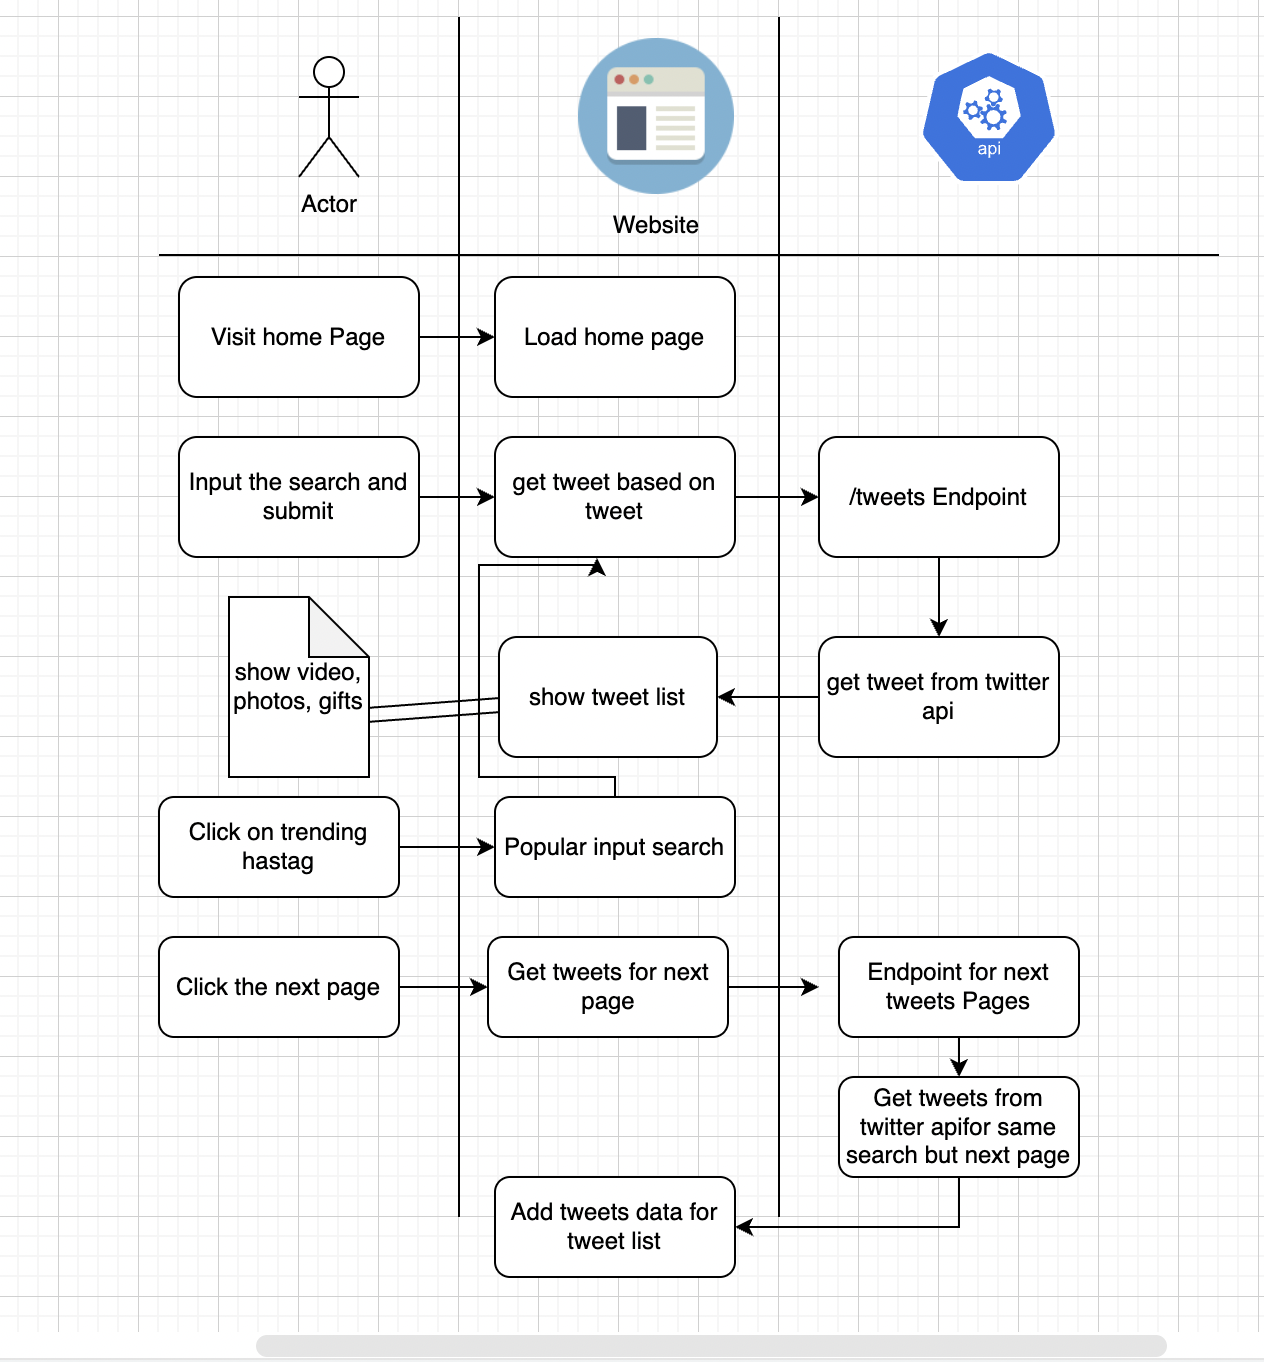 api
Actor
Website
Visit home Page
Load home page
Input the search and
submit
get tweet based on
tweet
/tweets Endpoint
show video,
photos, gifts
show tweet list
get tweet from twitter
api
Click on trending
hastag
Popular input search
Click the next page
Get tweets for next
page
Endpoint for next
tweets Pages
Get tweets from
twitter apifor same
search but next page
Add tweets data for
tweet list